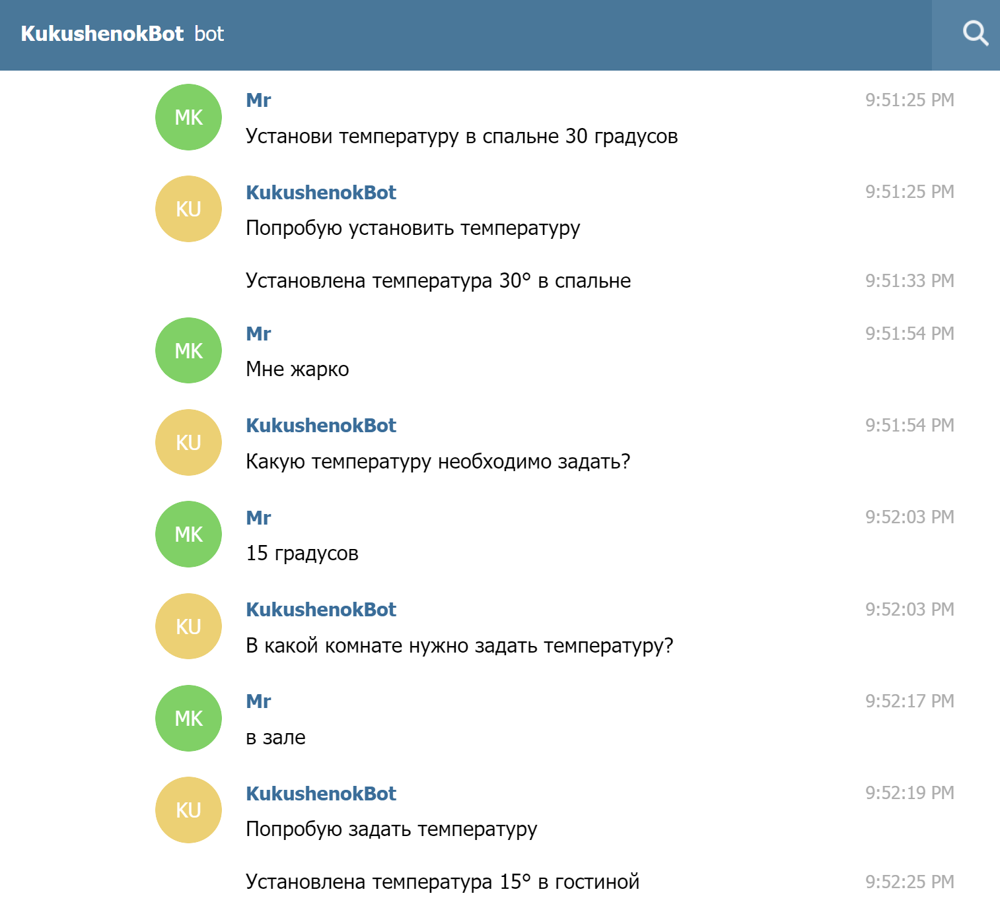 KukushenokBot bot
MK
Mr 9:51:25 PM
Установи температуру в спальне 30 градусов
KU
KukushenokBot 9:51:25 PM
Попробую установить температуру
Установлена температура 30° в спальне 9:51:33 PM
MK
Mr 9:51:54 PM
Мне жарко
KU
KukushenokBot 9:51:54 PM
Какую температуру необходимо задать?
MK
Mr 9:52:03 PM
15 градусов
KU
KukushenokBot 9:52:03 PM
В какой комнате нужно задать температуру?
MK
Mr 9:52:17 PM
в зале
KU
KukushenokBot 9:52:19 PM
Попробую задать температуру
Установлена температура 15° в гостиной 9:52:25 PM